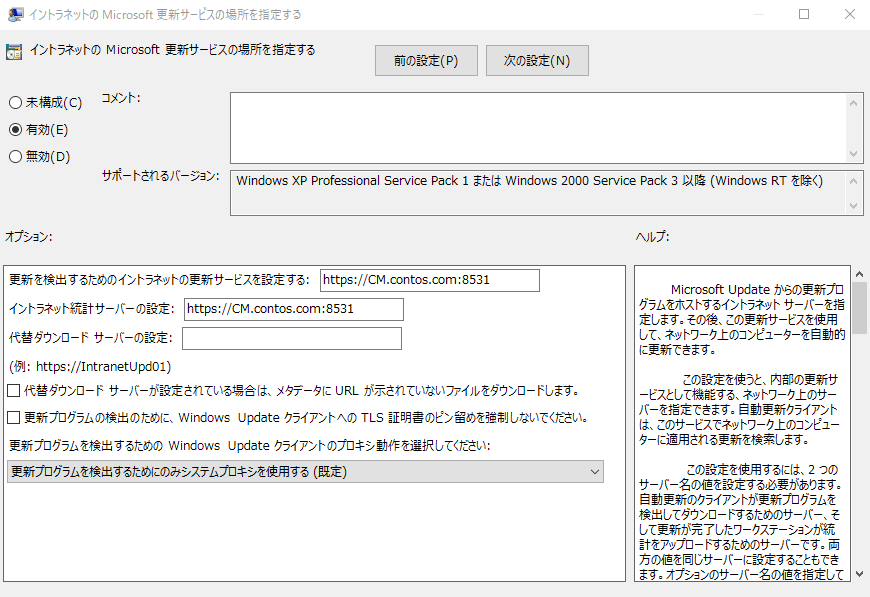 イントラネットの Microsoft 更新サービスの場所を指定する
イントラネットの Microsoft 更新サービスの場所を指定する
前の設定(P)
次の設定(N)
未構成(C)
有効(E)
無効(D)
コメント:
サポートされるバージョン:
Windows XP Professional Service Pack 1 または Windows 2000 Service Pack 3 以降 (Windows RT を除く)
オプション:
ヘルプ:
更新を検出するためのイントラネットの更新サービスを設定する: https://CM.contos.com:8531
イントラネット統計サーバーの設定: https://CM.contos.com:8531
代替ダウンロード サーバーの設定:
(例: https://IntranetUpd01)
代替ダウンロード サーバーが設定されている場合は、メタデータに URL が示されていないファイルをダウンロードします。
更新プログラムの検出のために、Windows Update クライアントへの TLS 証明書のピン留めを強制しないでください。
更新プログラムを検出するための Windows Update クライアントのプロキシ動作を選択してください:
更新プログラムを検出するためにのみシステムプロキシを使用する (既定)
Microsoft Update からの更新プロ
グラムをホストするイントラネット サーバーを指
定します。その後、この更新サービスを使用
して、ネットワーク上のコンピューターを自動的
に更新できます。
この設定を使うと、内部の更新サ
ービスとして機能する、ネットワーク上のサー
バーを指定できます。自動更新クライアント
は、このサービスでネットワーク上のコンピュー
ターに適用される更新を検索します。
この設定を使用するには、2 つの
サーバー名の値を設定する必要があります。
自動更新のクライアントが更新プログラムを
検出してダウンロードするためのサーバー、そ
して更新が完了したワークステーションが統
計をアップロードするためのサーバーです。両
方の値を同じサーバーに設定することもでき
ます。オプションのサーバー名の値を指定して